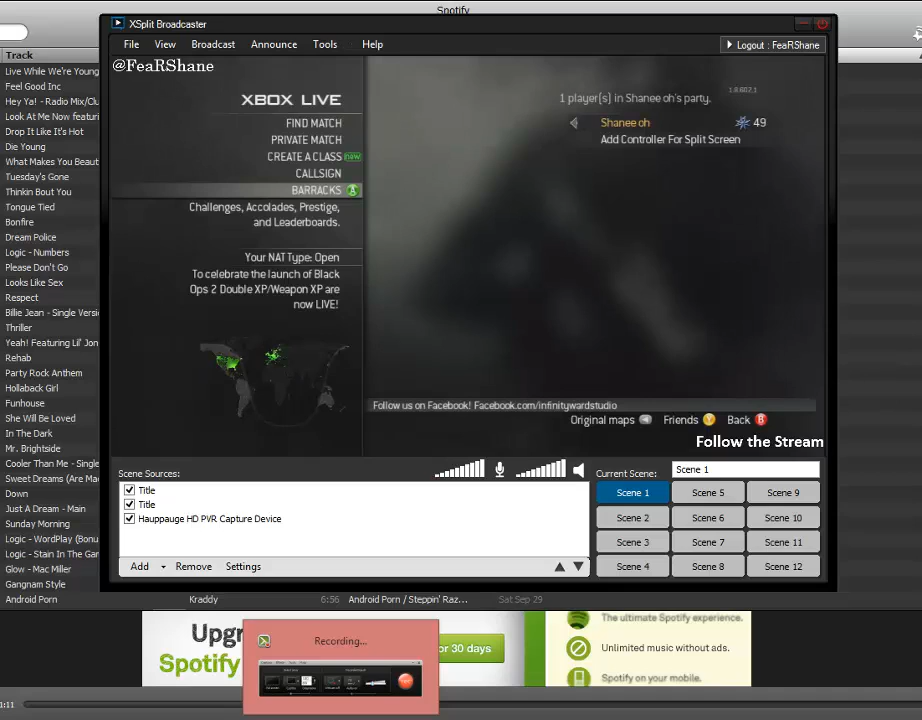 Spotify
XSplit Broadcaster
File View Broadcast Announce Tools Help
Logout : FeaRShane
@FeaRShane
XBOX LIVE
FIND MATCH
PRIVATE MATCH
CREATE A CLASS new
CALLSIGN
BARRACKS
Challenges, Accolades, Prestige,
and Leaderboards.
Your NAT Type: Open
To celebrate the launch of Black
Ops 2 Double XP/Weapon XP are
now LIVE!
1 player(s) in Shanee oh's party.
1.8.602.1
Shanee oh 49
Add Controller For Split Screen
Follow us on Facebook! Facebook.com/infinitywardstudio
Original maps Friends Y Back B
Follow the Stream
Scene Sources:
Title
Title
Hauppauge HD PVR Capture Device
Add Remove Settings
Current Scene: Scene 1
Scene 1 Scene 5 Scene 9
Scene 2 Scene 6 Scene 10
Scene 3 Scene 7 Scene 11
Scene 4 Scene 8 Scene 12
Track
Live While We're Young
Feel Good Inc
Hey Ya! - Radio Mix/Clu
Look At Me Now featuri
Drop It Like It's Hot
Die Young
What Makes You Beaut
Tuesday's Gone
Thinkin Bout You
Tongue Tied
Bonfire
Dream Police
Logic - Numbers
Please Don't Go
Looks Like Sex
Respect
Billie Jean - Single Versi
Thriller
Yeah! Featuring Lil' Jon
Rehab
Party Rock Anthem
Hollaback Girl
Funhouse
She Will Be Loved
In The Dark
Mr. Brightside
Cooler Than Me - Single
Sweet Dreams (Are Ma
Down
Just A Dream - Main
Sunday Morning
Logic - WordPlay (Bonu
Logic - Stain In The Gar
Glow - Mac Miller
Gangnam Style
Android Porn Kraddy 6:56 Android Porn / Steppin' Raz... Sat Sep 29
Upgr
Spotify
or 30 days
The ultimate Spotify experience.
Unlimited music without ads.
Spotify on your mobile.
Recording...
1:11